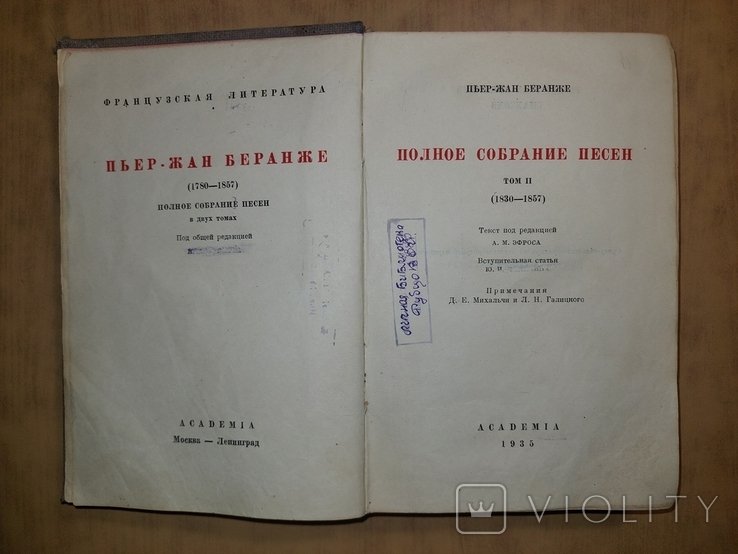 ФРАНЦУЗСКАЯ ЛИТЕРАТУРА
ПЬЕР-ЖАН БЕРАНЖЕ
(1780—1857)
ПОЛНОЕ СОБРАНИЕ ПЕСЕН
в двух томах
Под общей редакцией
ACADEMIA
Москва — Ленинград
ПЬЕР-ЖАН БЕРАНЖЕ
ПОЛНОЕ СОБРАНИЕ ПЕСЕН
ТОМ II
(1830—1857)
Текст под редакцией
А. М. ЭФРОСА
Вступительная статья
Ю. И.
Примечания
Д. Е. Михальчи и Л. Н. Галицкого
личная библиотека
ACADEMIA
1935
VIOLITY